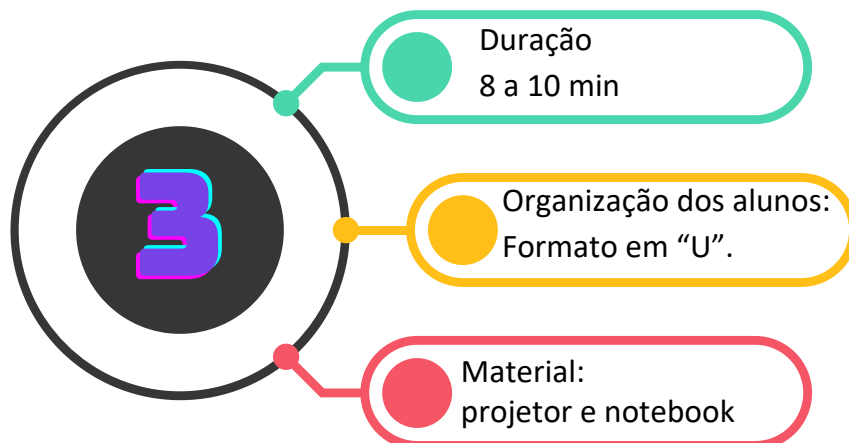 3
Duração
8 a 10 min
Organização dos alunos:
Formato em “U”.
Material:
projetor e notebook